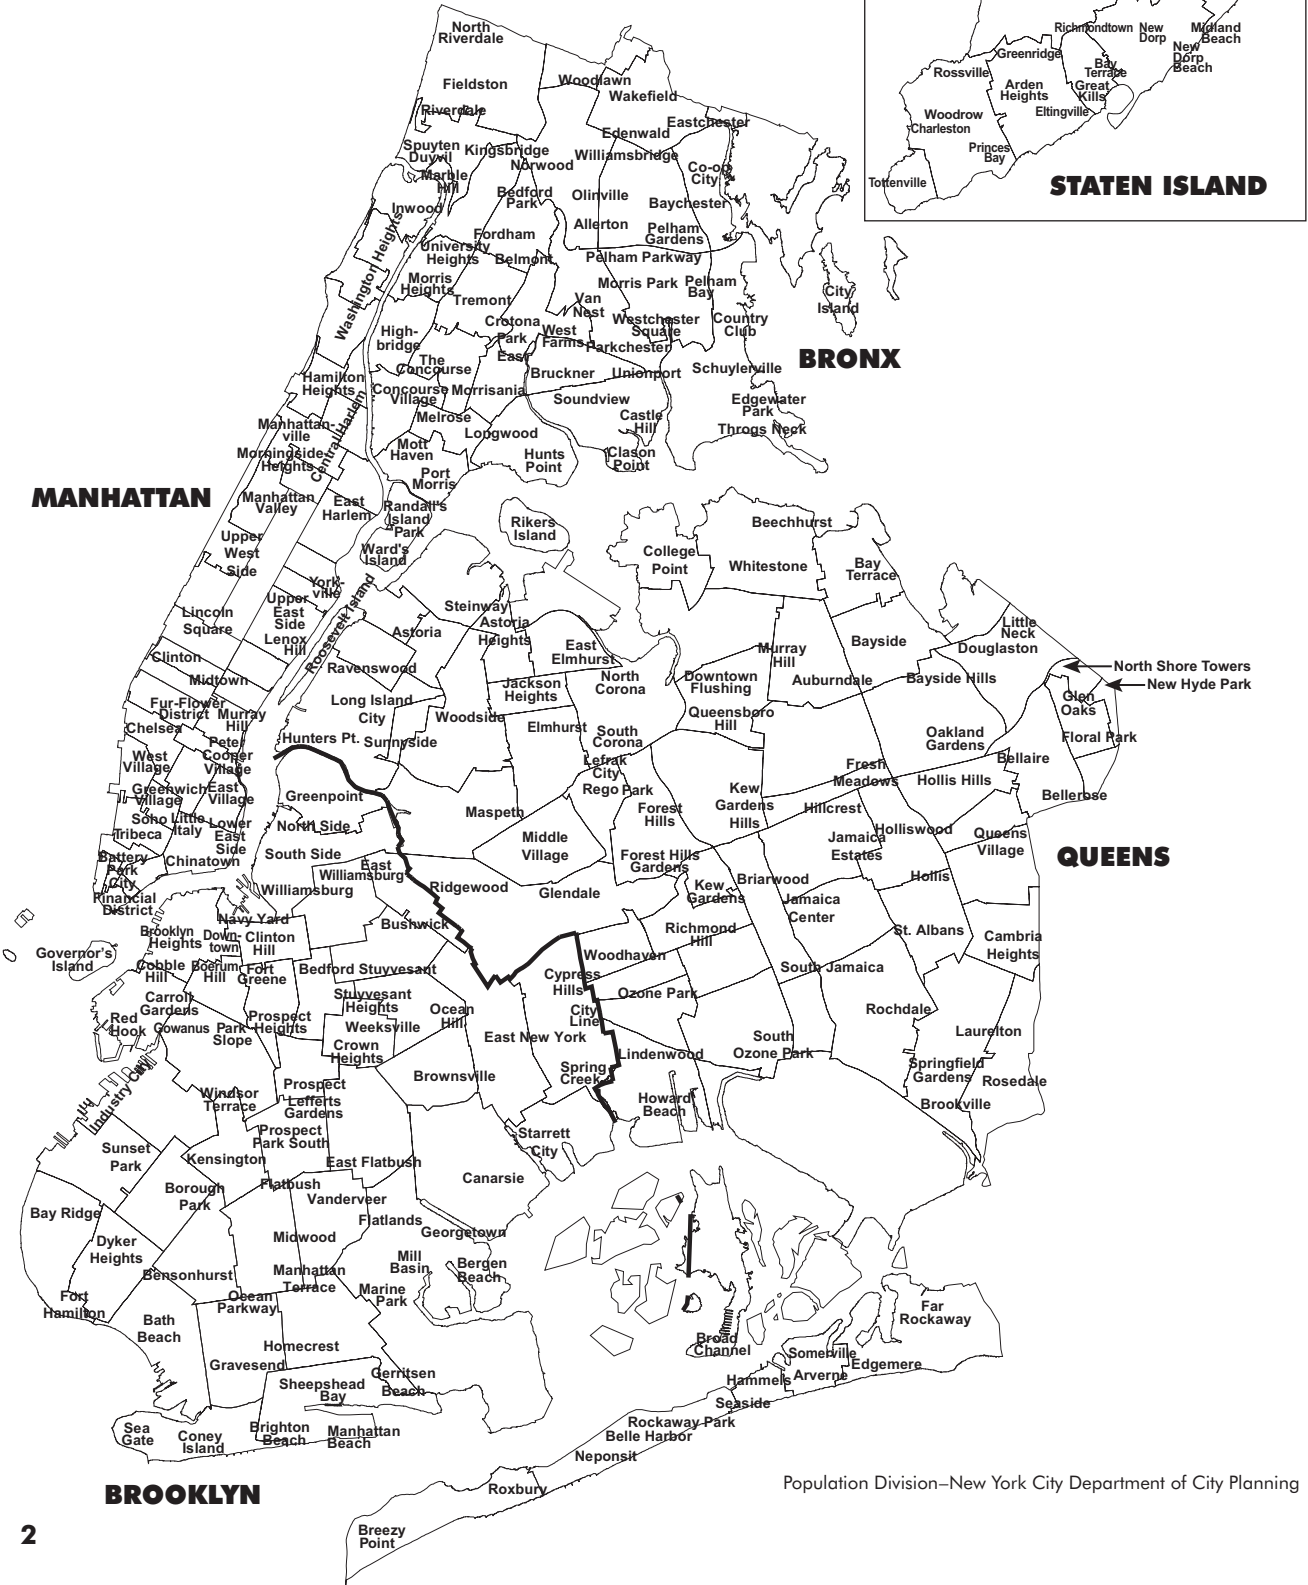 North
Riverdale
Fieldston
Riverdale
Woodlawn
Wakefield
Eastchester
Edenwald
Spuyten
Duyvil
Kingsbridge
Norwood
Williamsbridge
Co-op
City
Marble
Hill
Bedford
Park
Olinville
Baychester
Inwood
Allerton
Pelham
Gardens
Fordham
University
Heights
Belmont
Pelham Parkway
Washington Heights
Morris
Heights
Tremont
Morris Park
Pelham
Bay
Van
Nest
City
Island
High-
bridge
Crotona
Park
East
West
Farms
Westchester
Square
Country
Club
Parkchester
BRONX
The
Concourse
Bruckner
Unionport
Schuylerville
Hamilton
Heights
Concourse
Village
Morrisania
Soundview
Edgewater
Park
Melrose
Castle
Hill
Throgs Neck
Manhattan-
ville
Central Harlem
Longwood
Mott
Haven
Hunts
Point
Clason
Point
Morningside
Heights
Port
Morris
MANHATTAN
Manhattan
Valley
East
Harlem
Randall's
Island
Park
Rikers
Island
Ward's
Island
Upper
West
Side
York-
ville
Upper
East
Side
Roosevelt Island
Lincoln
Square
Lenox
Hill
Clinton
Midtown
Fur-Flower
District
Murray
Hill
Chelsea
Peter
Cooper
Village
West
Village
Greenwich
Village
East
Village
Soho
Little
Italy
Lower
East
Side
Tribeca
Battery
Park
City
Chinatown
Financial
District
Governor's
Island
Richmondtown
New
Dorp
Midland
Beach
Greenridge
New
Dorp
Beach
Rossville
Bay
Terrace
Arden
Heights
Great
Kills
Woodrow
Eltingville
Charleston
Princes
Bay
Tottenville
STATEN ISLAND
Beechhurst
College
Point
Whitestone
Bay
Terrace
Steinway
Astoria
Heights
Astoria
Little
Neck
Douglaston
East
Elmhurst
Murray
Hill
Bayside
Ravenswood
North Shore Towers
New Hyde Park
Jackson
Heights
North
Corona
Downtown
Flushing
Auburndale
Bayside Hills
Glen
Oaks
Long Island
City
Woodside
Elmhurst
South
Corona
Queensboro
Hill
Oakland
Gardens
Floral Park
Hunters Pt.
Sunnyside
Lefrak
City
Fresh
Meadows
Bellaire
Rego Park
Kew
Gardens
Hills
Hollis Hills
Bellerose
Maspeth
Forest
Hills
Hillcrest
Middle
Village
Jamaica
Estates
Holliswood
Queens
Village
QUEENS
Forest Hills
Gardens
Ridgewood
Glendale
Kew
Gardens
Briarwood
Hollis
Jamaica
Center
Richmond
Hill
St. Albans
Cambria
Heights
Woodhaven
South Jamaica
Ozone Park
Rochdale
Laurelton
South
Ozone Park
Lindenwood
Springfield
Gardens
Rosedale
Howard
Beach
Brookville
Far
Rockaway
Broad
Channel
Somerville
Edgemere
Hammels
Arverne
Seaside
Rockaway Park
Belle Harbor
Neponsit
Roxbury
Breezy
Point
Greenpoint
North Side
South Side
East
Williamsburg
Williamsburg
Bushwick
Navy Yard
Brooklyn
Heights
Down-
town
Clinton
Hill
Cobble
Hill
Boerum
Hill
Fort
Greene
Bedford Stuyvesant
Cypress
Hills
Stuyvesant
Heights
Carroll
Gardens
Ocean
Hill
City
Line
Red
Hook
Gowanus
Park
Slope
Prospect
Heights
Weeksville
East New York
Crown
Heights
Brownsville
Spring
Creek
Industry City
Windsor
Terrace
Prospect
Lefferts
Gardens
Starrett
City
Prospect
Park South
Sunset
Park
Kensington
East Flatbush
Canarsie
Borough
Park
Flatbush
Vanderveer
Bay Ridge
Flatlands
Georgetown
Dyker
Heights
Midwood
Mill
Basin
Bergen
Beach
Bensonhurst
Manhattan
Terrace
Marine
Park
Fort
Hamilton
Ocean
Parkway
Bath
Beach
Homecrest
Gravesend
Gerritsen
Beach
Sheepshead
Bay
Sea
Gate
Coney
Island
Brighton
Beach
Manhattan
Beach
BROOKLYN
Population Division–New York City Department of City Planning
2